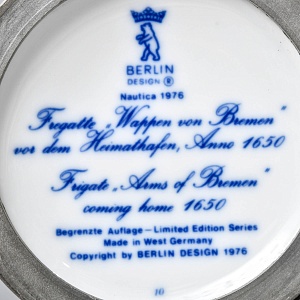 BERLIN
DESIGN ®
Nautica 1976
Fregatte „Wappen von Bremen"
vor dem Heimathafen, Anno 1650
Frigate „Arms of Bremen"
coming home 1650
Begrenzte Auflage – Limited Edition Series
Made in West Germany
Copyright by BERLIN DESIGN 1976
10